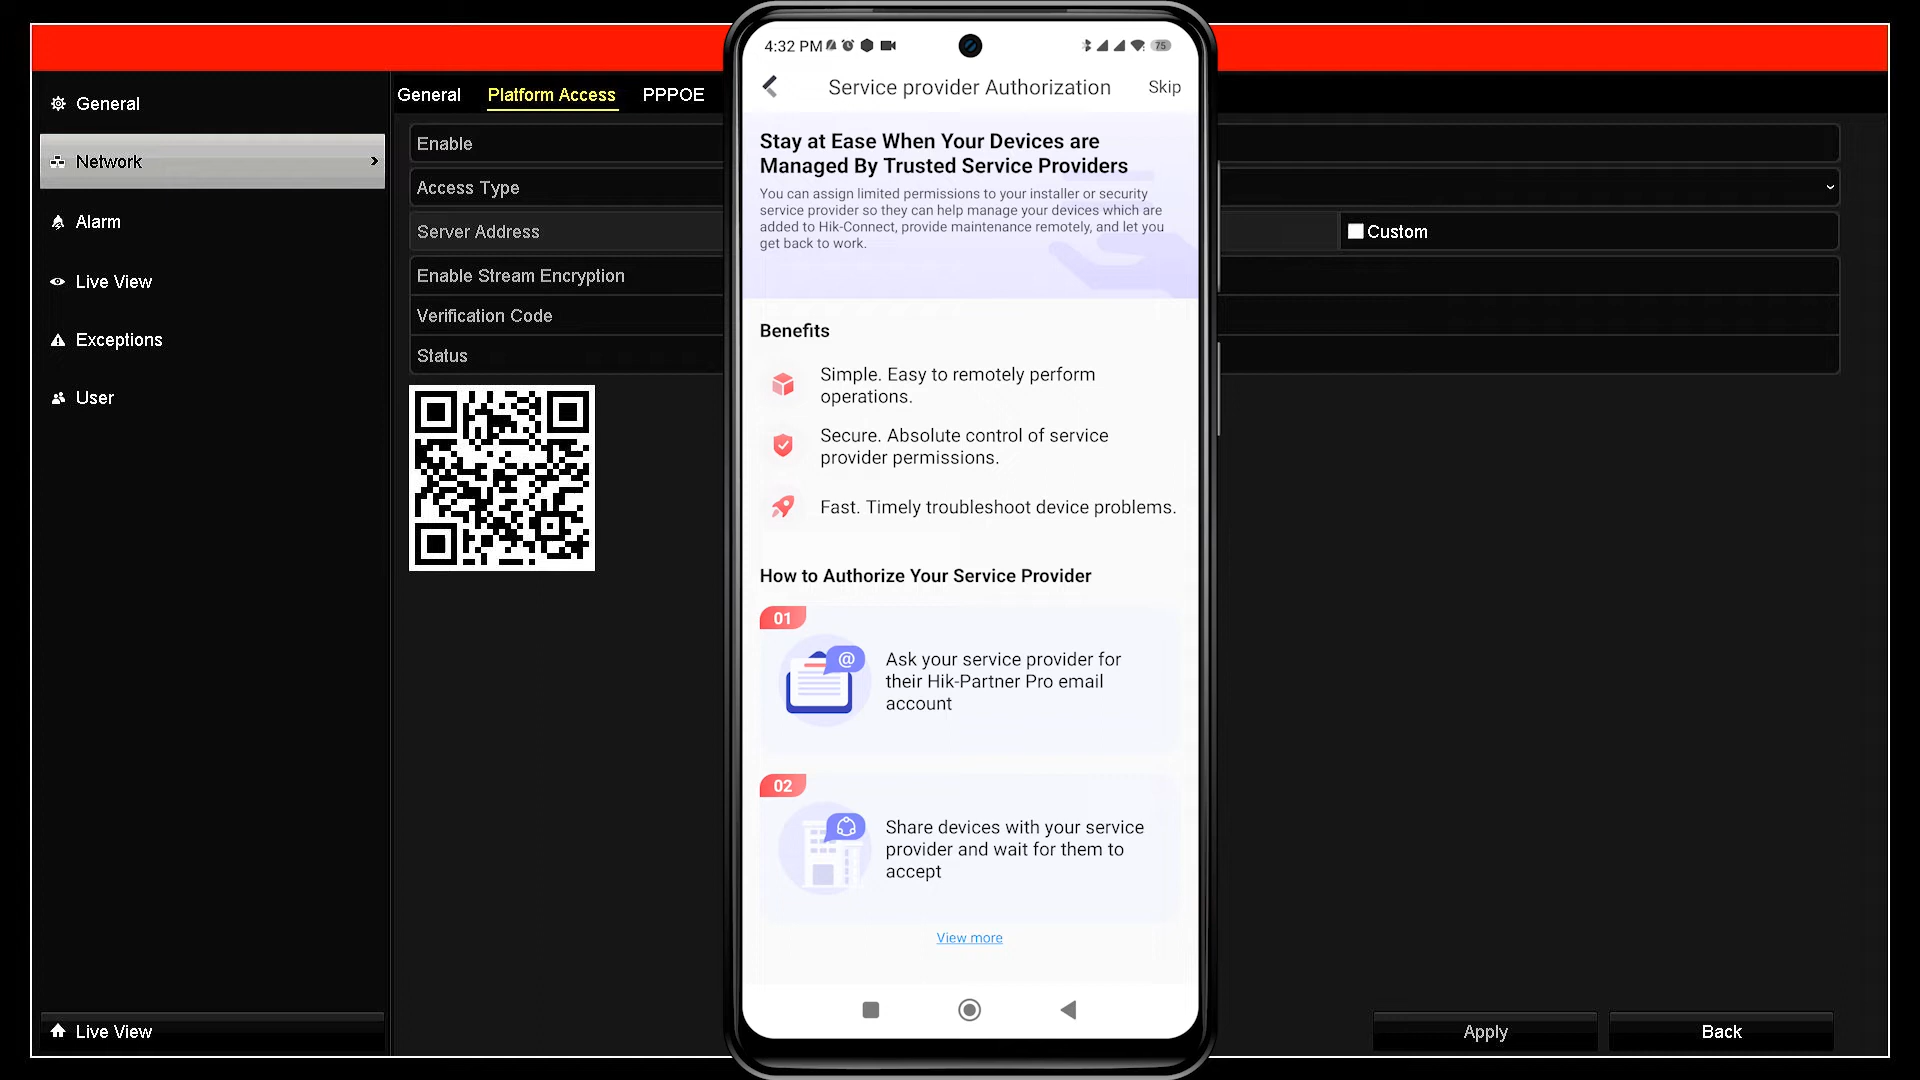 General
Network
Alarm
Live View
Exceptions
User
Live View
General Platform Access PPPOE
Enable
Access Type
Server Address
Custom
Enable Stream Encryption
Verification Code
Status
Apply
Back
4:32 PM
75
Service provider Authorization
Skip
Stay at Ease When Your Devices are
Managed By Trusted Service Providers
You can assign limited permissions to your installer or security
service provider so they can help manage your devices which are
added to Hik-Connect, provide maintenance remotely, and let you
get back to work.
Benefits
Simple. Easy to remotely perform
operations.
Secure. Absolute control of service
provider permissions.
Fast. Timely troubleshoot device problems.
How to Authorize Your Service Provider
01
@
Ask your service provider for
their Hik-Partner Pro email
account
02
Share devices with your service
provider and wait for them to
accept
View more